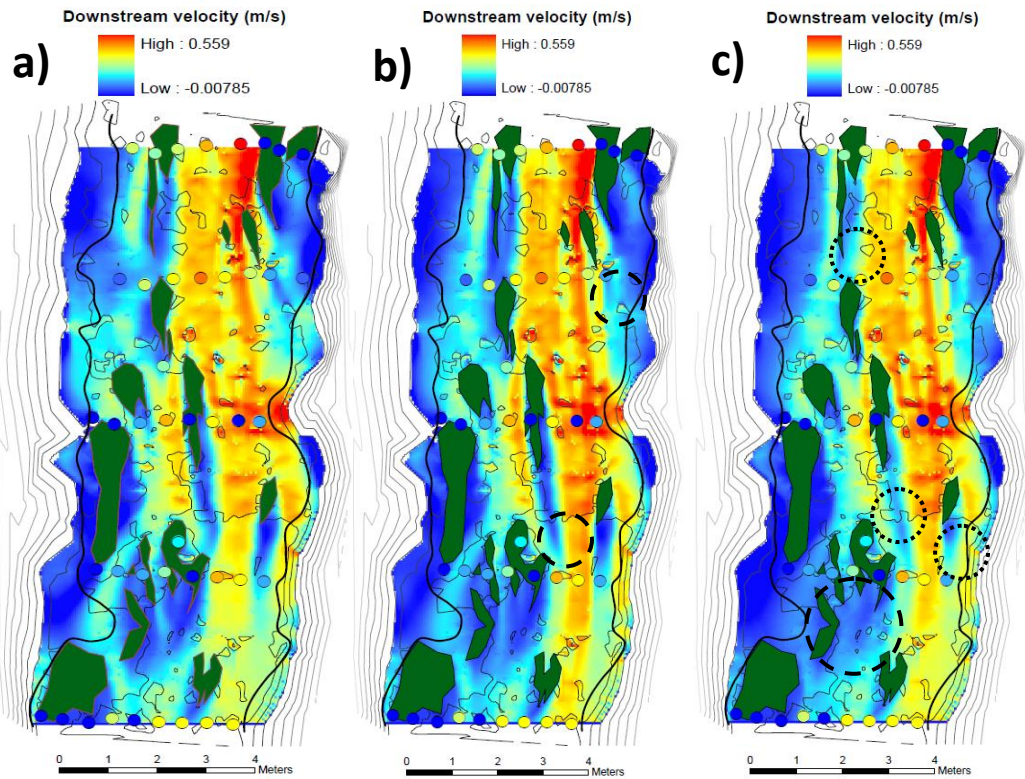 Downstream velocity (m/s)
a)
High : 0.559
Low : -0.00785
0 1 2 3 4
Meters
Downstream velocity (m/s)
b)
High : 0.559
Low : -0.00785
0 1 2 3 4
Meters
Downstream velocity (m/s)
c)
High : 0.559
Low : -0.00785
0 1 2 3 4
Meters